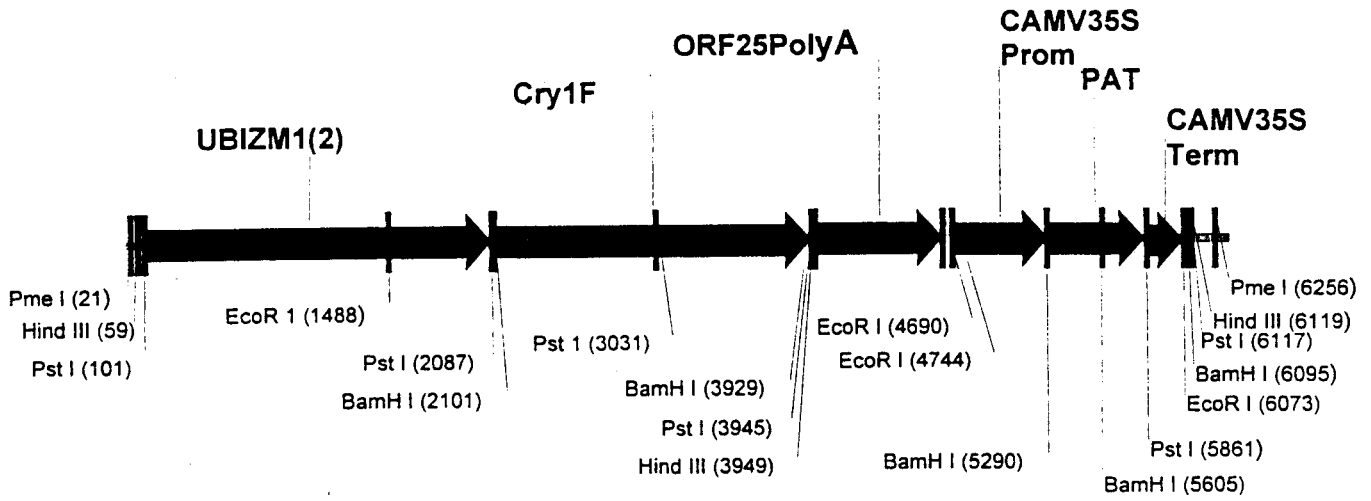 UBIZM1(2)
Cry1F
ORF25PolyA
CAMV35S
Prom
PAT
CAMV35S
Term
Pme I (21)
Hind III (59)
Pst I (101)
EcoR 1 (1488)
Pst I (2087)
BamH I (2101)
Pst 1 (3031)
BamH I (3929)
Pst I (3945)
Hind III (3949)
EcoR I (4690)
EcoR I (4744)
BamH I (5290)
BamH I (5605)
Pst I (5861)
EcoR I (6073)
BamH I (6095)
Pst I (6117)
Hind III (6119)
Pme I (6256)